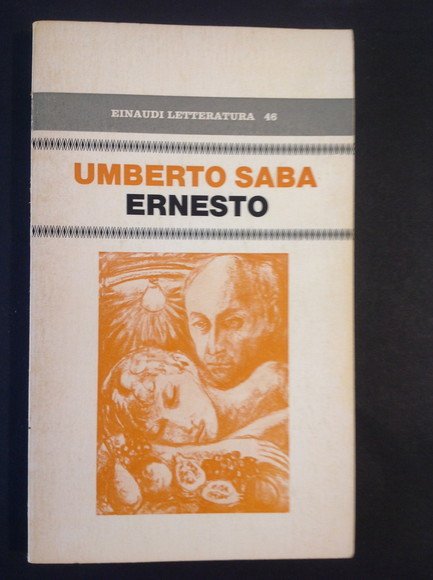 EINAUDI LETTERATURA 46
UMBERTO SABA
ERNESTO